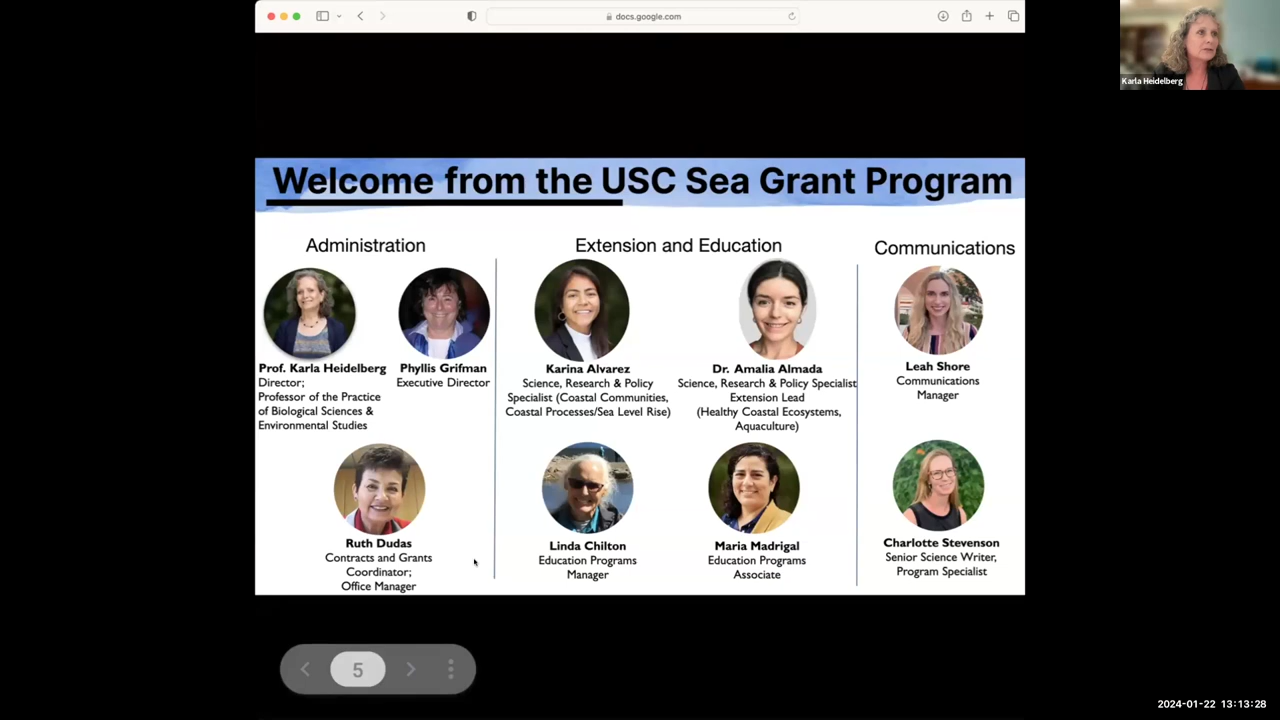 docs.google.com
Karla Heidelberg
Welcome from the USC Sea Grant Program
Administration
Prof. Karla Heidelberg
Director;
Professor of the Practice
of Biological Sciences &
Environmental Studies
Phyllis Grifman
Executive Director
Ruth Dudas
Contracts and Grants
Coordinator;
Office Manager
Extension and Education
Karina Alvarez
Science, Research & Policy
Specialist (Coastal Communities,
Coastal Processes/Sea Level Rise)
Dr. Amalia Almada
Science, Research & Policy Specialist
Extension Lead
(Healthy Coastal Ecosystems,
Aquaculture)
Linda Chilton
Education Programs
Manager
Maria Madrigal
Education Programs
Associate
Communications
Leah Shore
Communications
Manager
Charlotte Stevenson
Senior Science Writer,
Program Specialist
5
2024-01-22 13:13:28